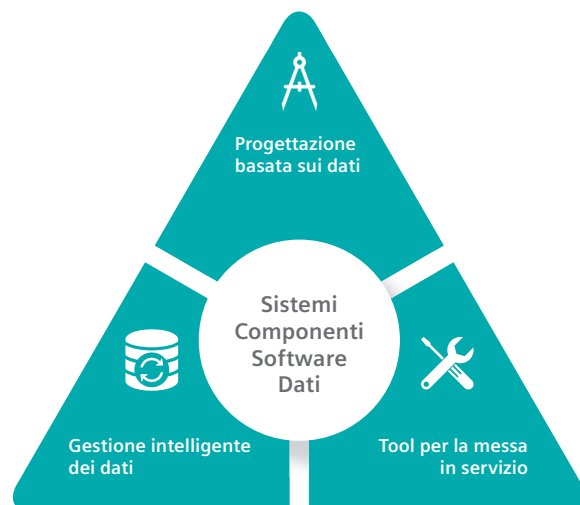 Progettazione
basata sui dati
Sistemi
Componenti
Software
Dati
Gestione intelligente
dei dati
Tool per la messa
in servizio